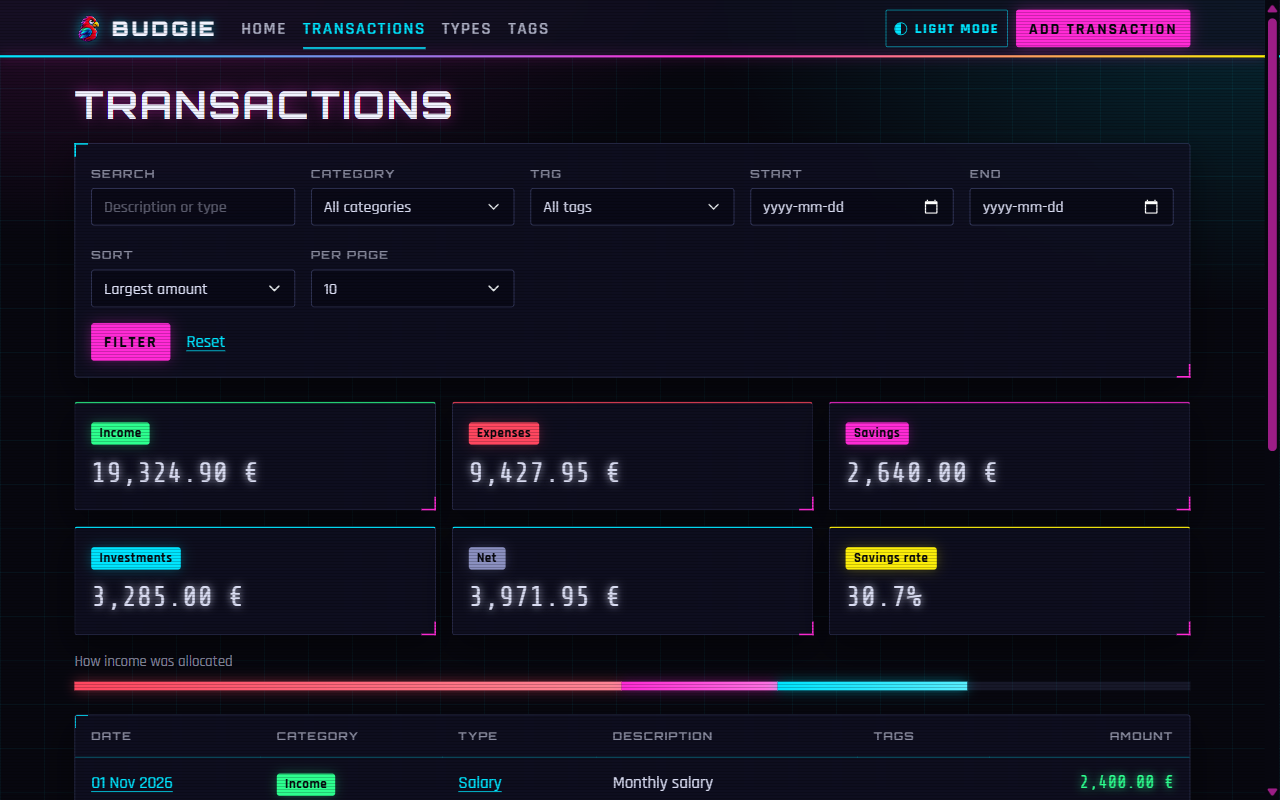 BUDGIE HOME TRANSACTIONS TYPES TAGS LIGHT MODE ADD TRANSACTION
TRANSACTIONS
SEARCH CATEGORY TAG START END
Description or type All categories All tags yyyy-mm-dd yyyy-mm-dd
SORT PER PAGE
Largest amount 10
FILTER Reset
Income Expenses Savings
19,324.90 € 9,427.95 € 2,640.00 €
Investments Net Savings rate
3,285.00 € 3,971.95 € 30.7%
How income was allocated
DATE CATEGORY TYPE DESCRIPTION TAGS AMOUNT
01 Nov 2026 Income Salary Monthly salary 2,400.00 €